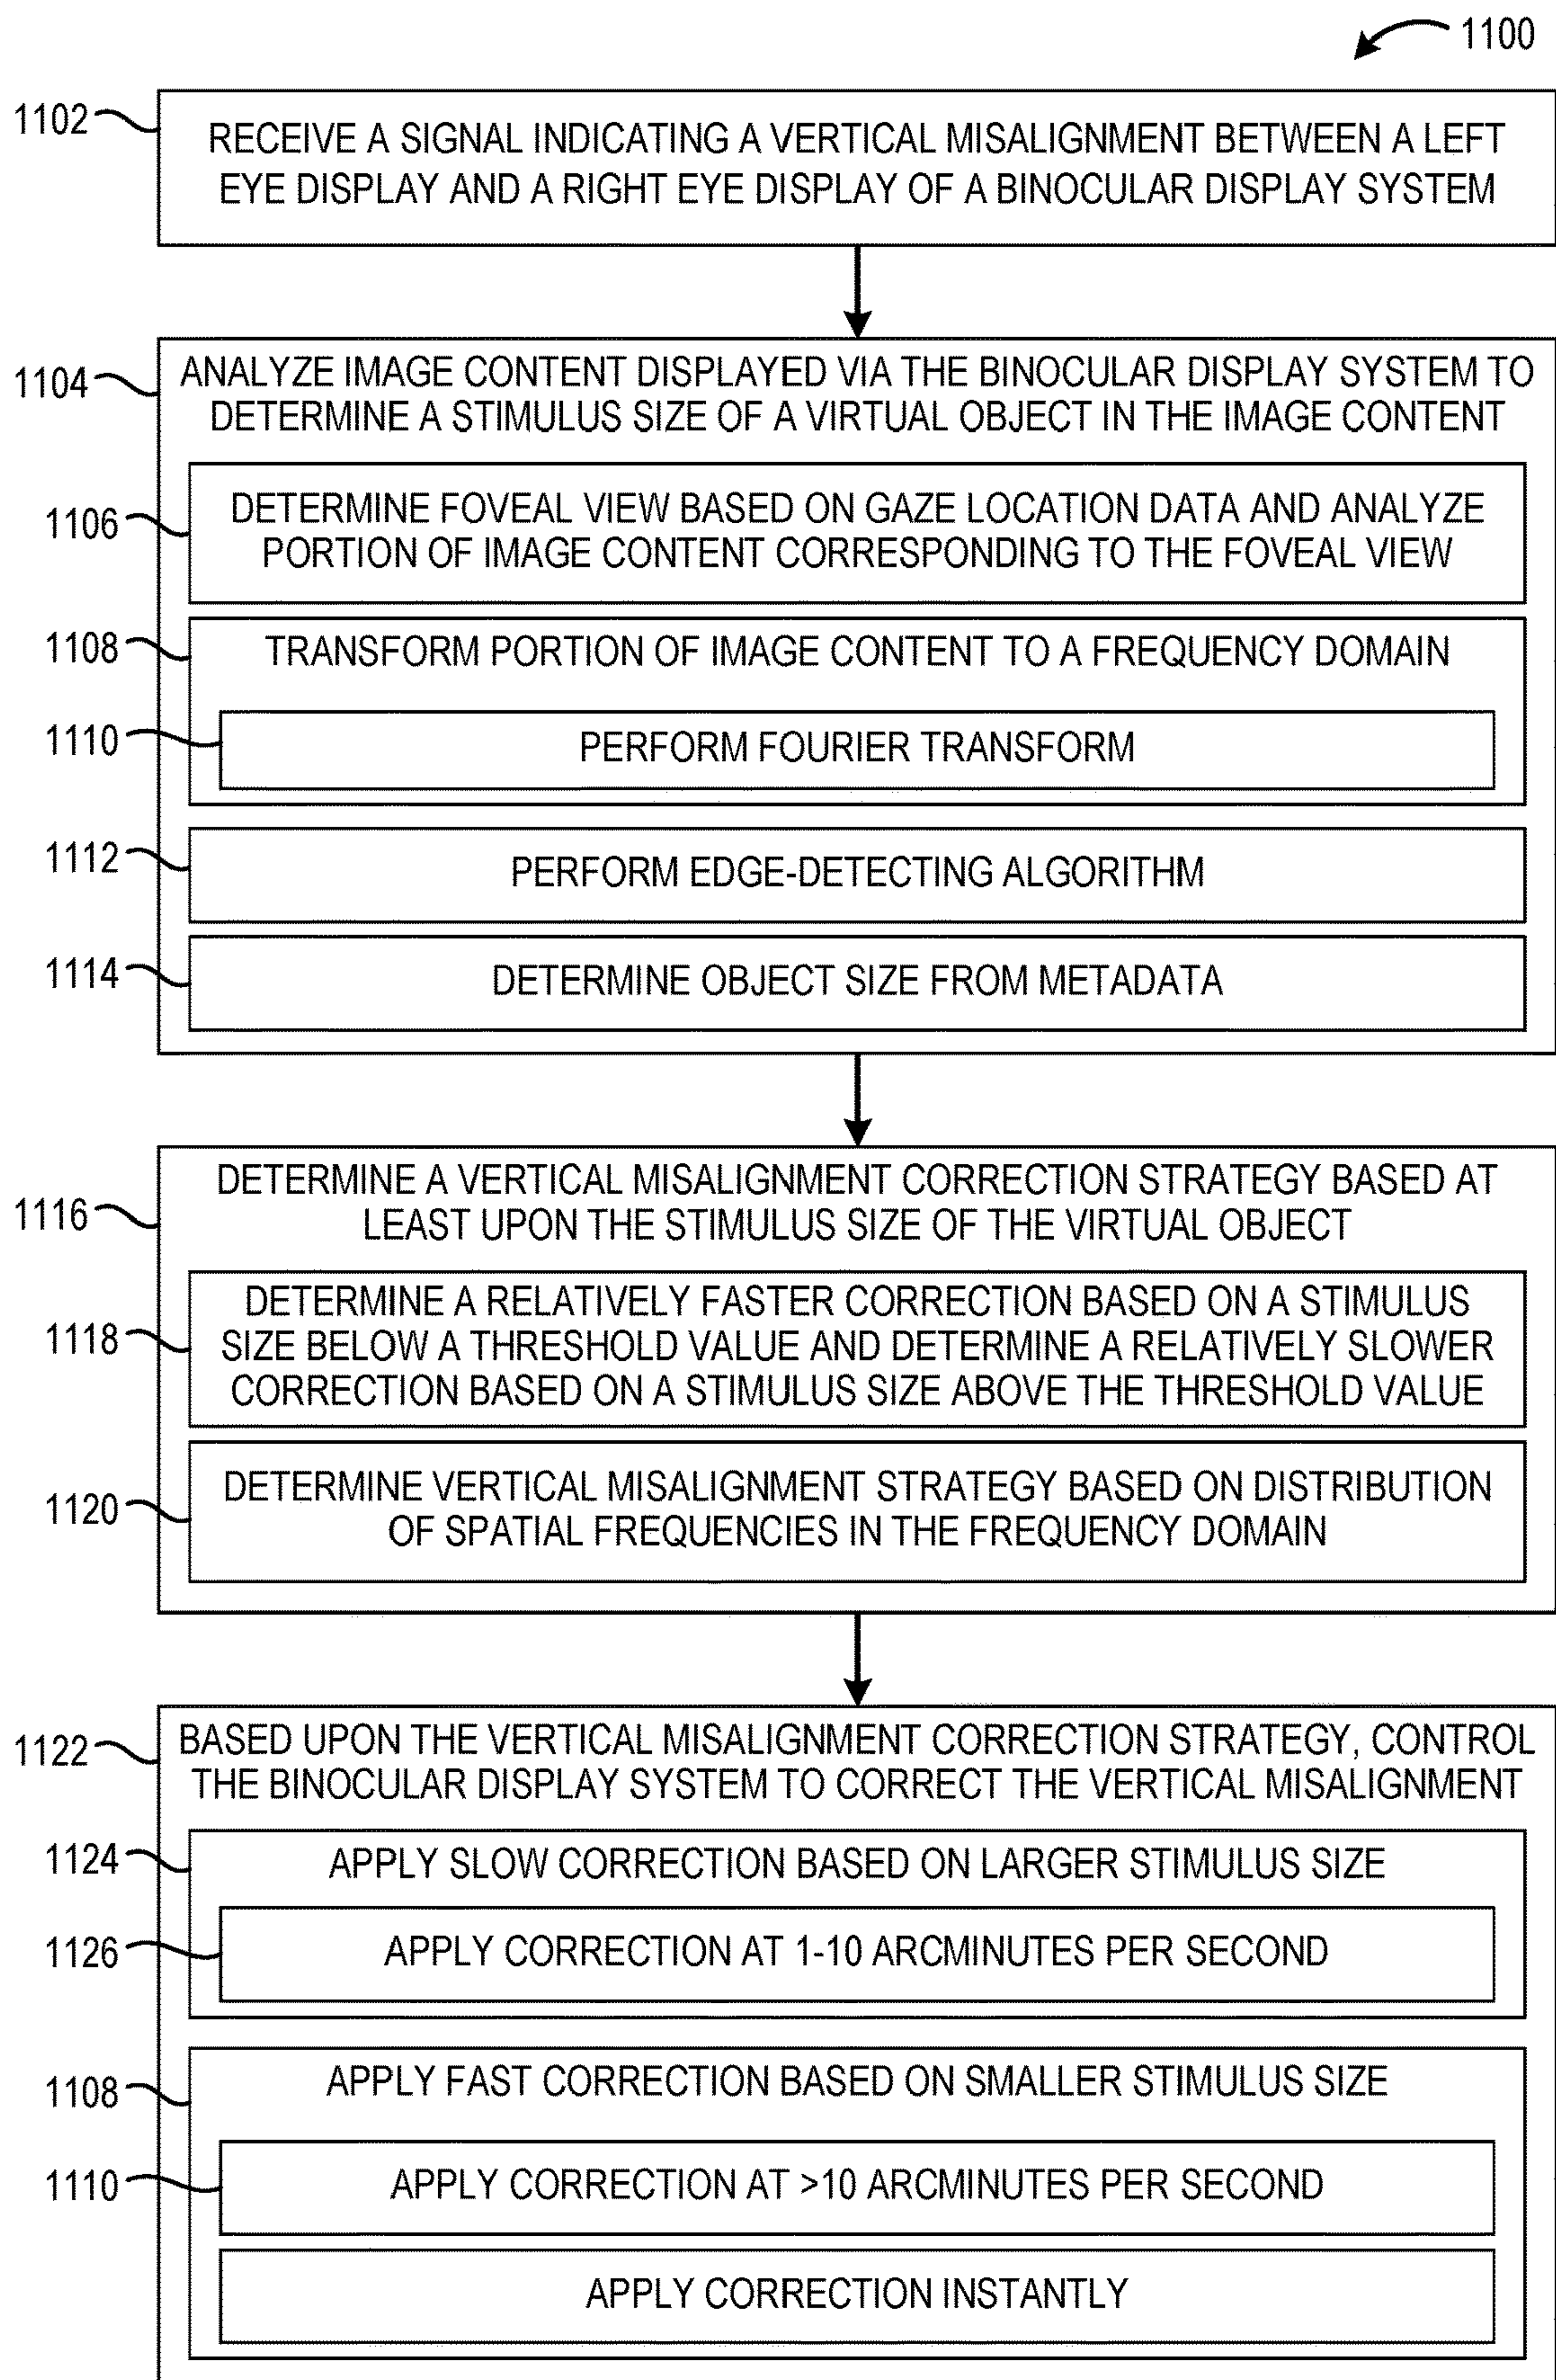 1100
1102
RECEIVE A SIGNAL INDICATING A VERTICAL MISALIGNMENT BETWEEN A LEFT
EYE DISPLAY AND A RIGHT EYE DISPLAY OF A BINOCULAR DISPLAY SYSTEM
1104
ANALYZE IMAGE CONTENT DISPLAYED VIA THE BINOCULAR DISPLAY SYSTEM TO
DETERMINE A STIMULUS SIZE OF A VIRTUAL OBJECT IN THE IMAGE CONTENT
1106
DETERMINE FOVEAL VIEW BASED ON GAZE LOCATION DATA AND ANALYZE
PORTION OF IMAGE CONTENT CORRESPONDING TO THE FOVEAL VIEW
1108
TRANSFORM PORTION OF IMAGE CONTENT TO A FREQUENCY DOMAIN
1110
PERFORM FOURIER TRANSFORM
1112
PERFORM EDGE-DETECTING ALGORITHM
1114
DETERMINE OBJECT SIZE FROM METADATA
1116
DETERMINE A VERTICAL MISALIGNMENT CORRECTION STRATEGY BASED AT
LEAST UPON THE STIMULUS SIZE OF THE VIRTUAL OBJECT
1118
DETERMINE A RELATIVELY FASTER CORRECTION BASED ON A STIMULUS
SIZE BELOW A THRESHOLD VALUE AND DETERMINE A RELATIVELY SLOWER
CORRECTION BASED ON A STIMULUS SIZE ABOVE THE THRESHOLD VALUE
1120
DETERMINE VERTICAL MISALIGNMENT STRATEGY BASED ON DISTRIBUTION
OF SPATIAL FREQUENCIES IN THE FREQUENCY DOMAIN
1122
BASED UPON THE VERTICAL MISALIGNMENT CORRECTION STRATEGY, CONTROL
THE BINOCULAR DISPLAY SYSTEM TO CORRECT THE VERTICAL MISALIGNMENT
1124
APPLY SLOW CORRECTION BASED ON LARGER STIMULUS SIZE
1126
APPLY CORRECTION AT 1-10 ARCMINUTES PER SECOND
1108
APPLY FAST CORRECTION BASED ON SMALLER STIMULUS SIZE
1110
APPLY CORRECTION AT >10 ARCMINUTES PER SECOND
APPLY CORRECTION INSTANTLY